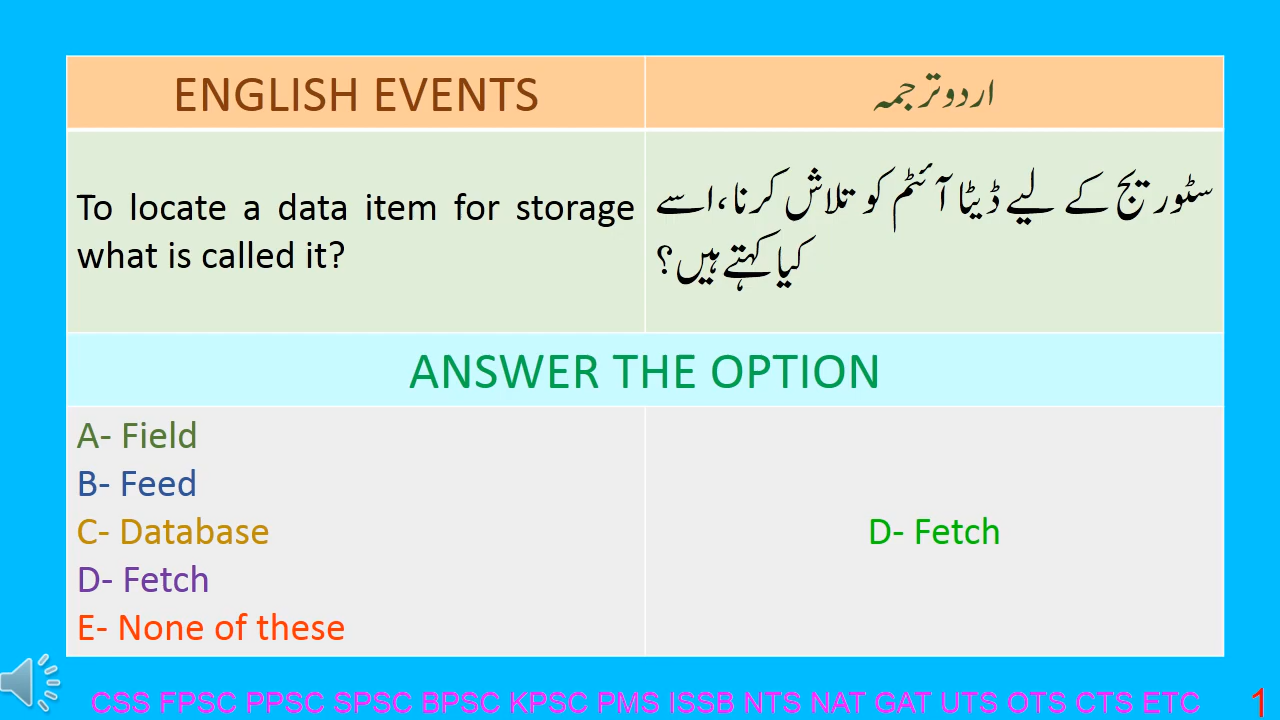 ENGLISH EVENTS
اردو ترجمہ
To locate a data item for storage
what is called it?
سٹوریج کے لیے ڈیٹا آئٹم کو تلاش کرنا، اسے
کیا کہتے ہیں؟
ANSWER THE OPTION
A- Field
B- Feed
C- Database
D- Fetch
E- None of these
D- Fetch
CSS FPSC PPSC SPSC BPSC KPSC PMS ISSB NTS NAT GAT UTS OTS CTS ETC
1